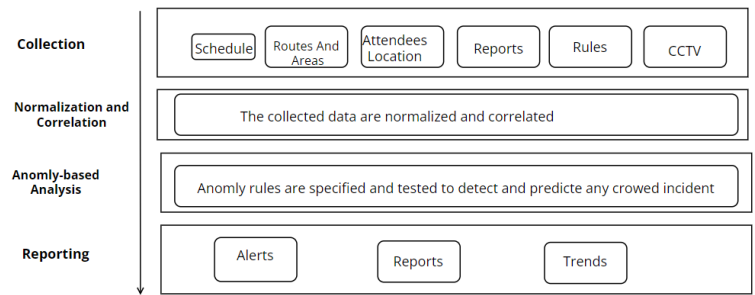 Collection
Schedule
Routes And
Areas
Attendees
Location
Reports
Rules
CCTV
Normalization and
Correlation
The collected data are normalized and correlated
Anomly-based
Analysis
Anomly rules are specified and tested to detect and predicte any crowed incident
Reporting
Alerts
Reports
Trends